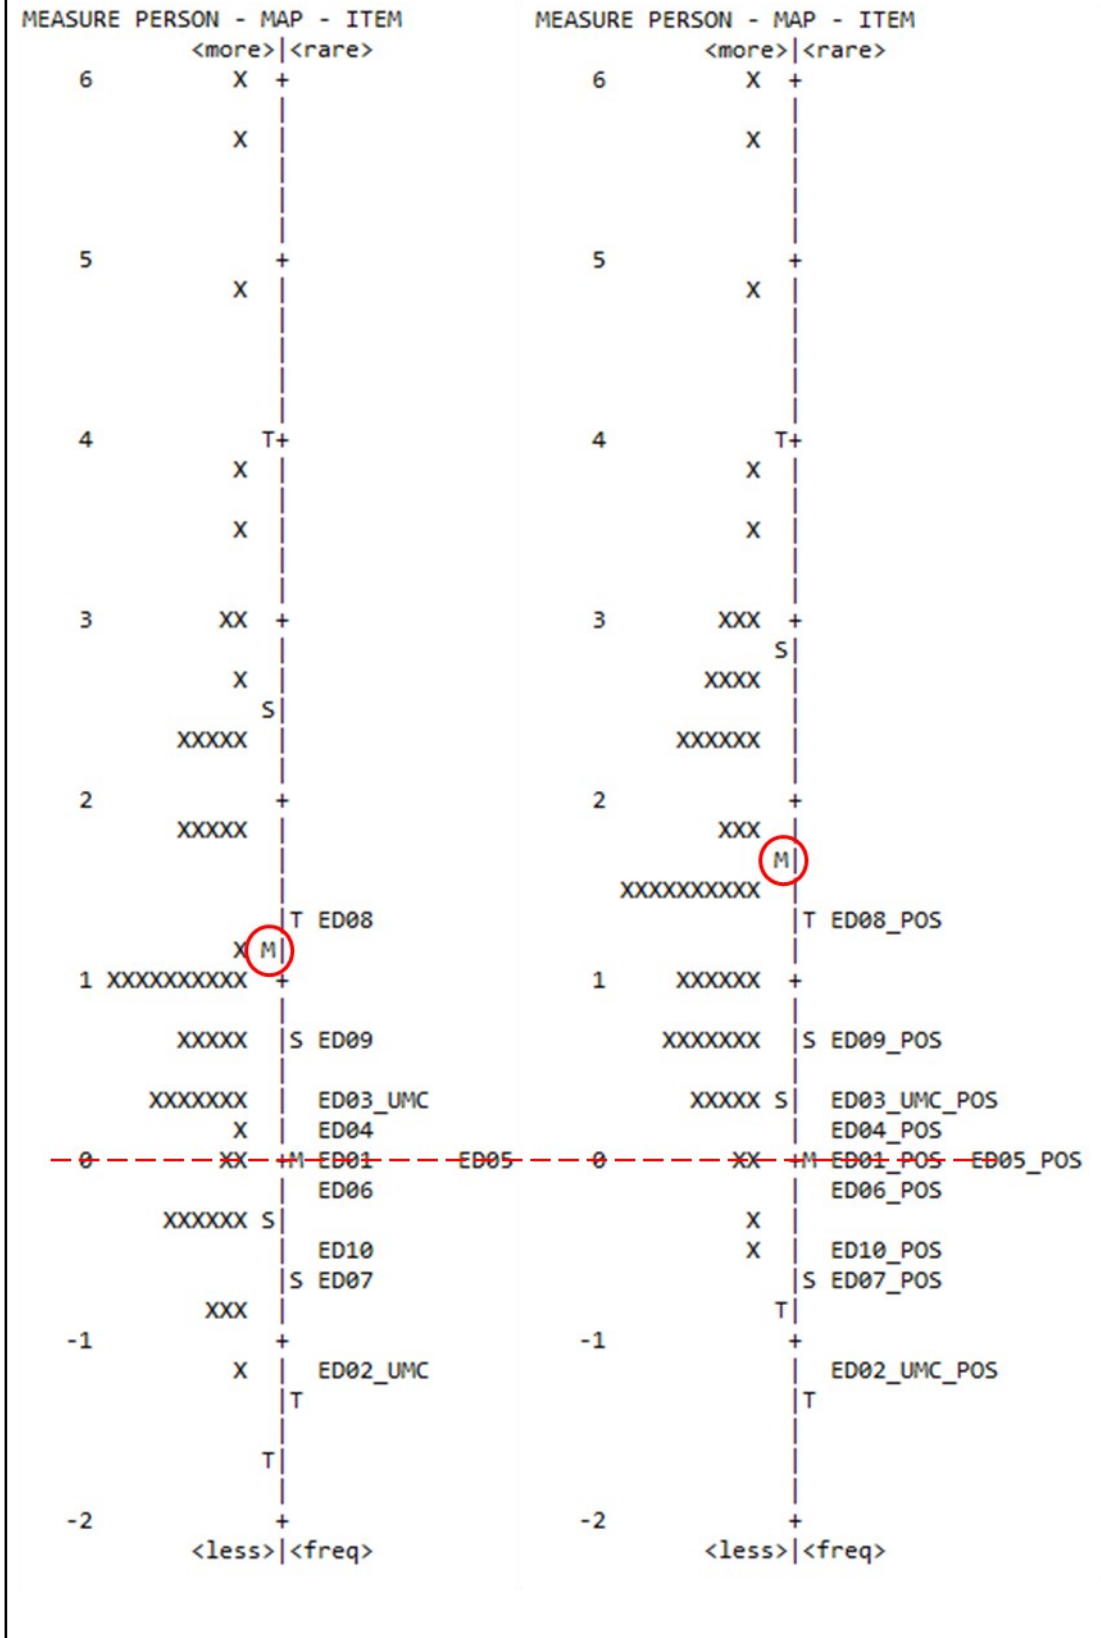 MEASURE PERSON - MAP - ITEM
<more>|<rare>
6 X +
X |
5 +
X |
4 T+
X |
X |
3 XX +
X |
S|
XXXXX |
2 +
XXXXX |
|T ED08
X M|
1 XXXXXXXXXX +
XXXXX |S ED09
XXXXXXX | ED03_UMC
X | ED04
0 XX +M ED01 ED05
| ED06
XXXXXX S|
| ED10
|S ED07
XXX |
-1 +
X | ED02_UMC
|T
T|
-2 +
<less>|<freq>
MEASURE PERSON - MAP - ITEM
<more>|<rare>
6 X +
X |
5 +
X |
4 T+
X |
X |
3 XXX +
S|
XXXX |
XXXXXX |
2 +
XXX |
M|
XXXXXXXXXX |
|T ED08_POS
1 XXXXXX +
XXXXXXX |S ED09_POS
XXXXX S| ED03_UMC_POS
| ED04_POS
0 XX +M ED01_POS ED05_POS
| ED06_POS
X |
X | ED10_POS
|S ED07_POS
T|
-1 +
| ED02_UMC_POS
|T
-2 +
<less>|<freq>